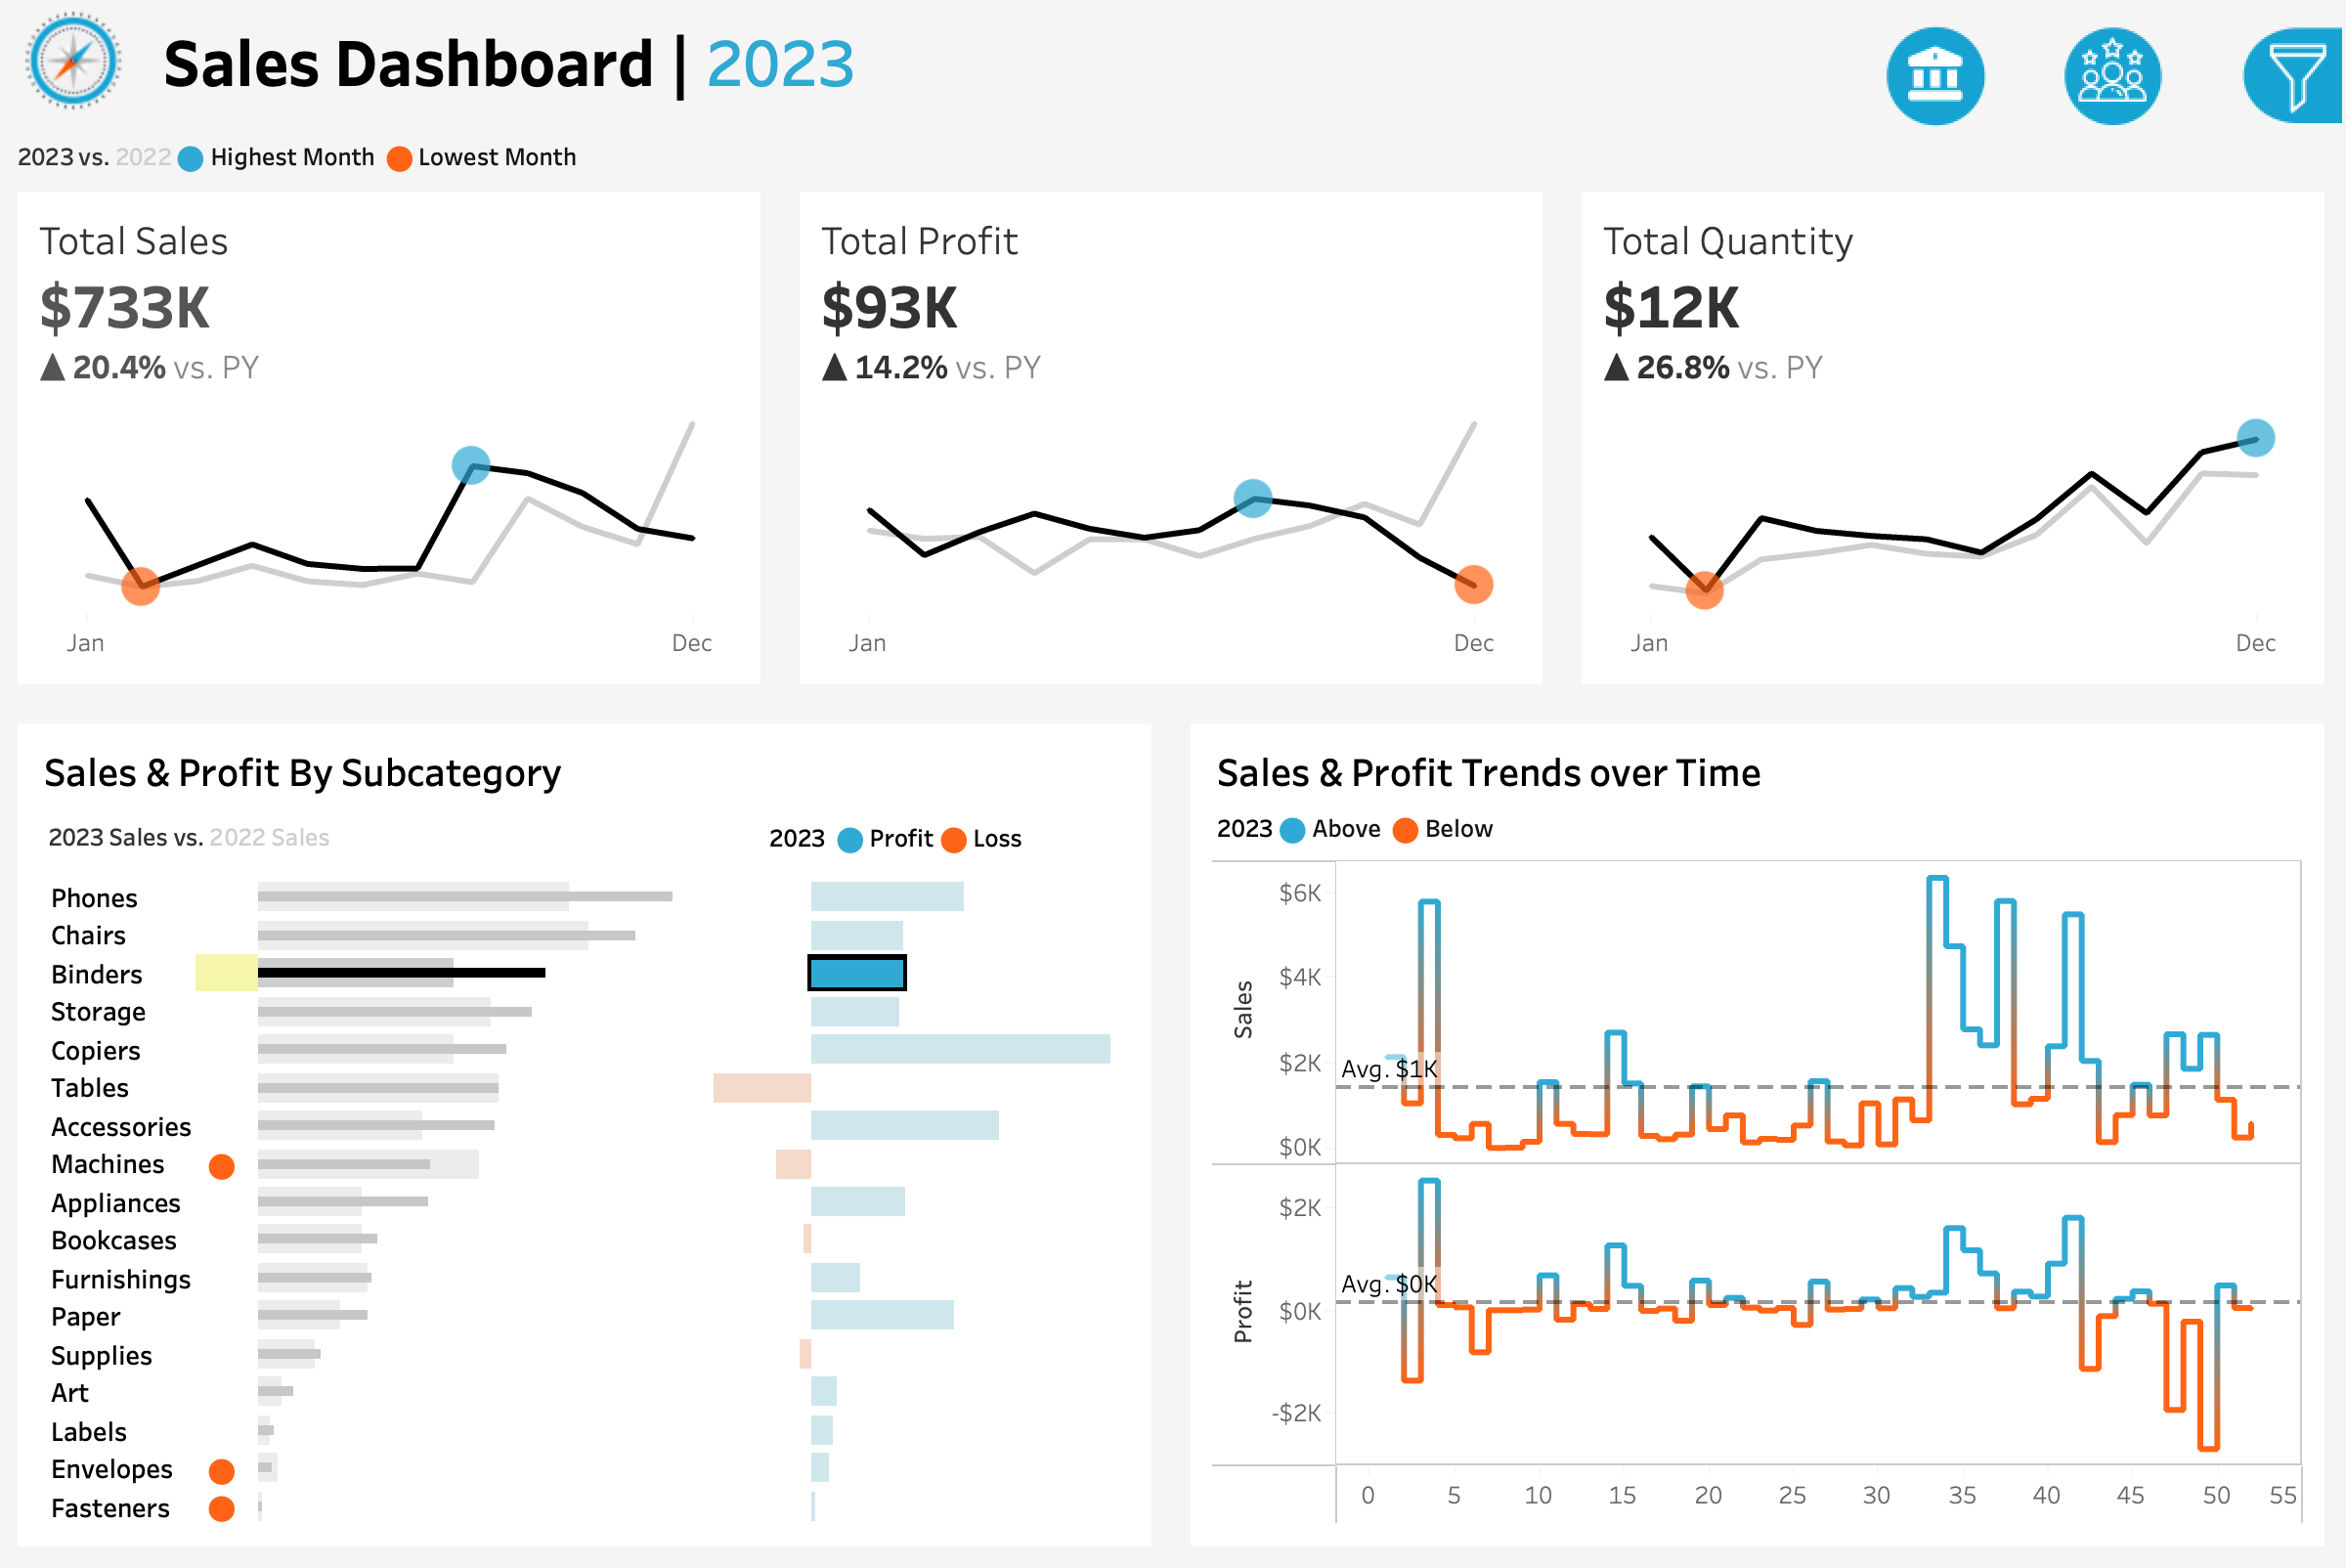 Sales Dashboard | 2023
2023 vs. 2022 Highest Month Lowest Month
Total Sales
$733K
▲ 20.4% vs. PY
Jan Dec
Total Profit
$93K
▲ 14.2% vs. PY
Jan Dec
Total Quantity
$12K
▲ 26.8% vs. PY
Jan Dec
Sales & Profit By Subcategory
2023 Sales vs. 2022 Sales
2023 Profit Loss
Phones
Chairs
Binders
Storage
Copiers
Tables
Accessories
Machines
Appliances
Bookcases
Furnishings
Paper
Supplies
Art
Labels
Envelopes
Fasteners
Sales & Profit Trends over Time
2023 Above Below
Sales
$6K
$4K
$2K
Avg. $1K
$0K
Profit
$2K
Avg. $0K
$0K
-$2K
0 5 10 15 20 25 30 35 40 45 50 55